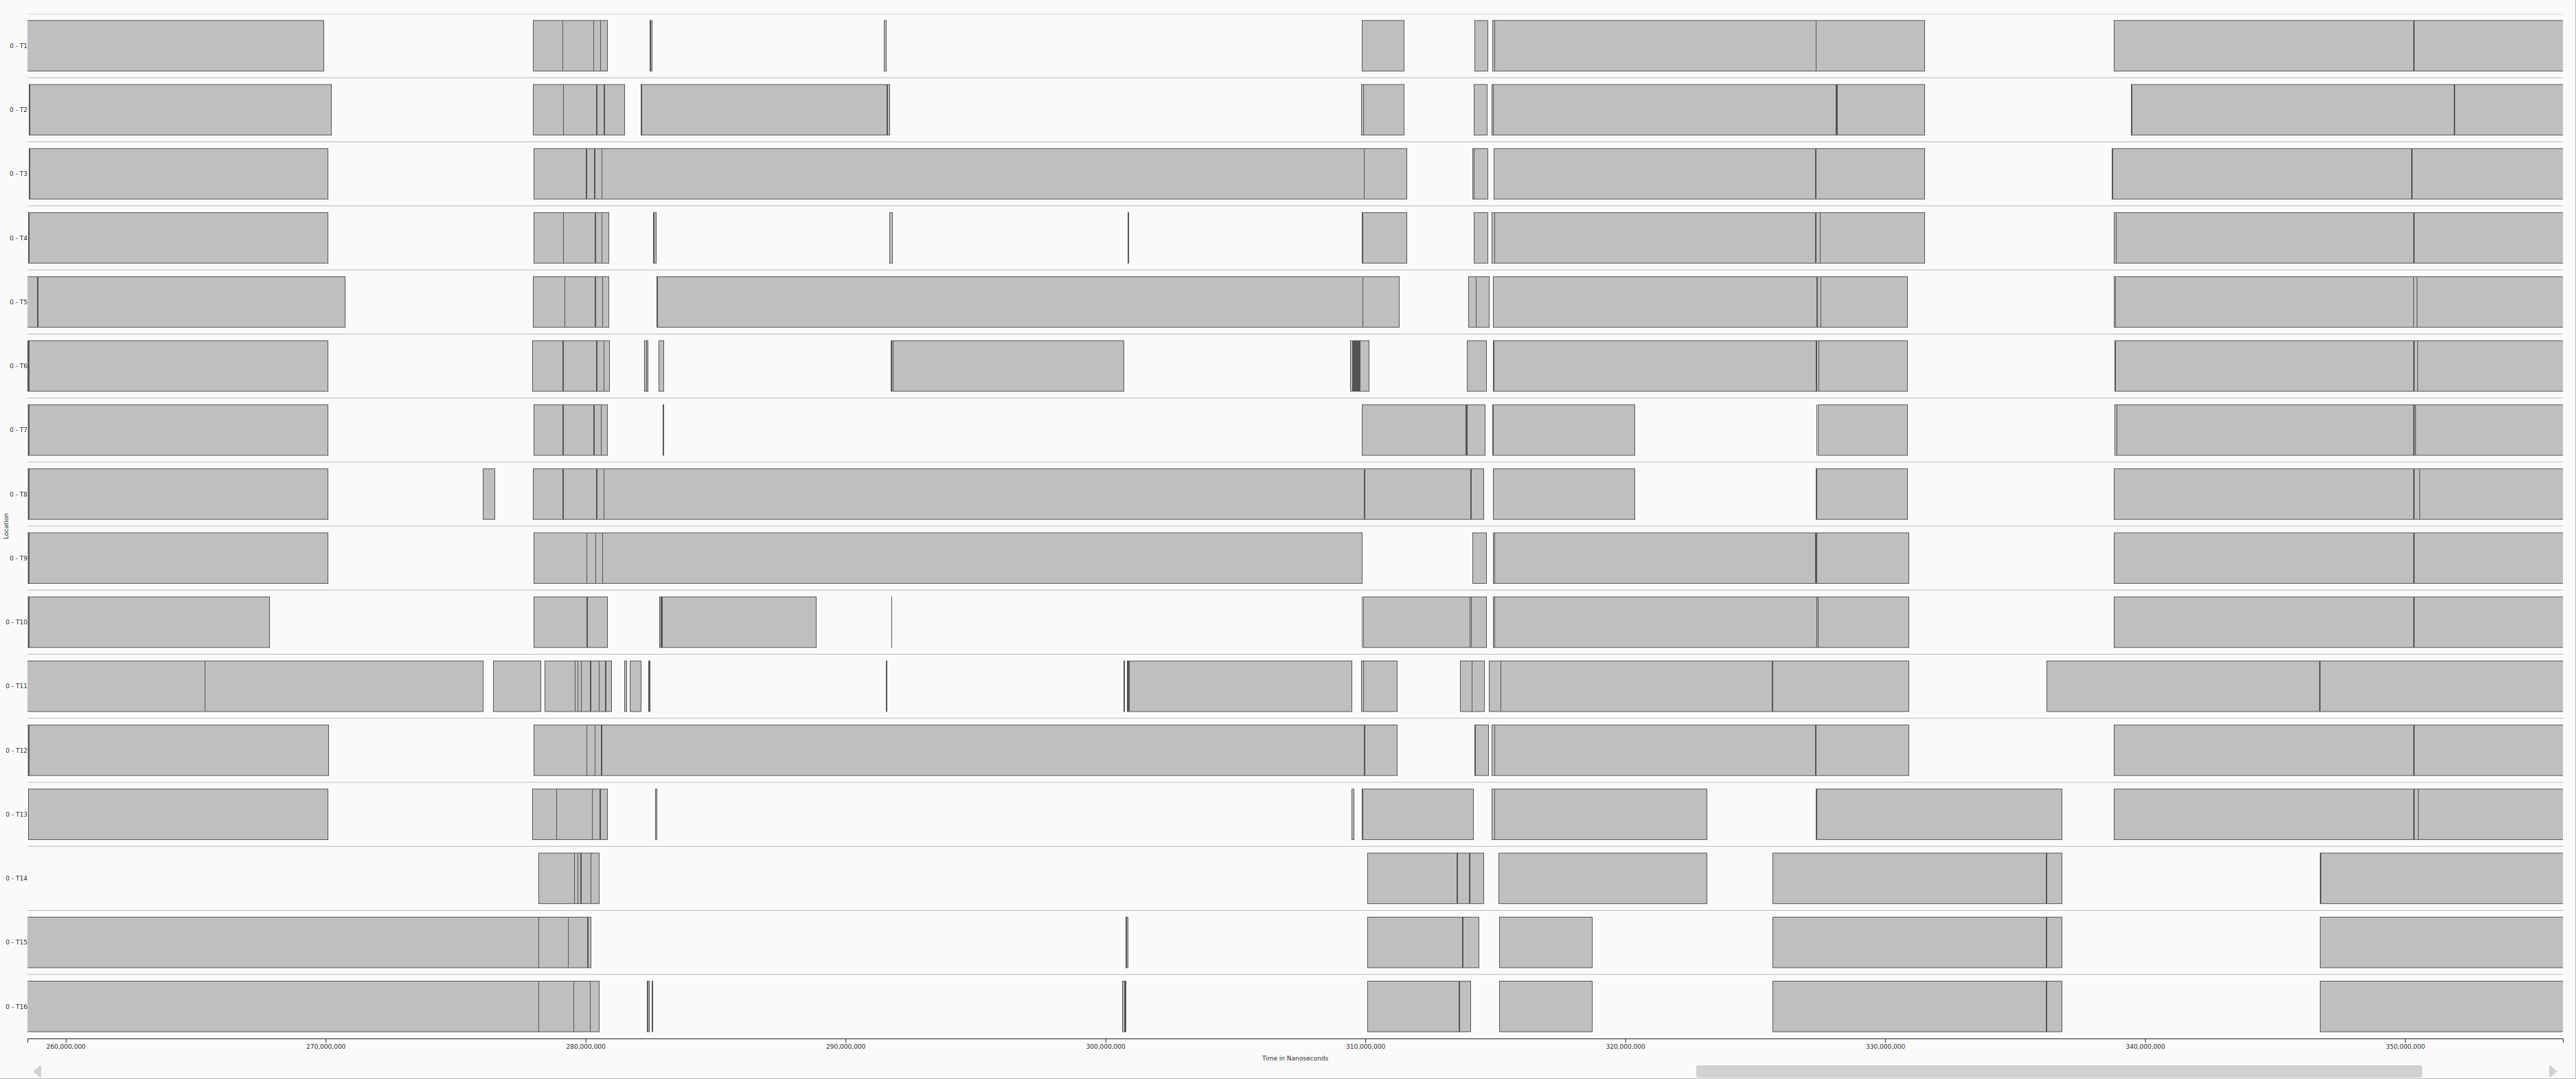 0 - T1
0 - T2
0 - T3
0 - T4
0 - T5
0 - T6
0 - T7
0 - T8
Location
0 - T9
0 - T10
0 - T11
0 - T12
0 - T13
0 - T14
0 - T15
0 - T16
260,000,000 270,000,000 280,000,000 290,000,000 300,000,000 310,000,000 320,000,000 330,000,000 340,000,000 350,000,000
Time in Nanoseconds